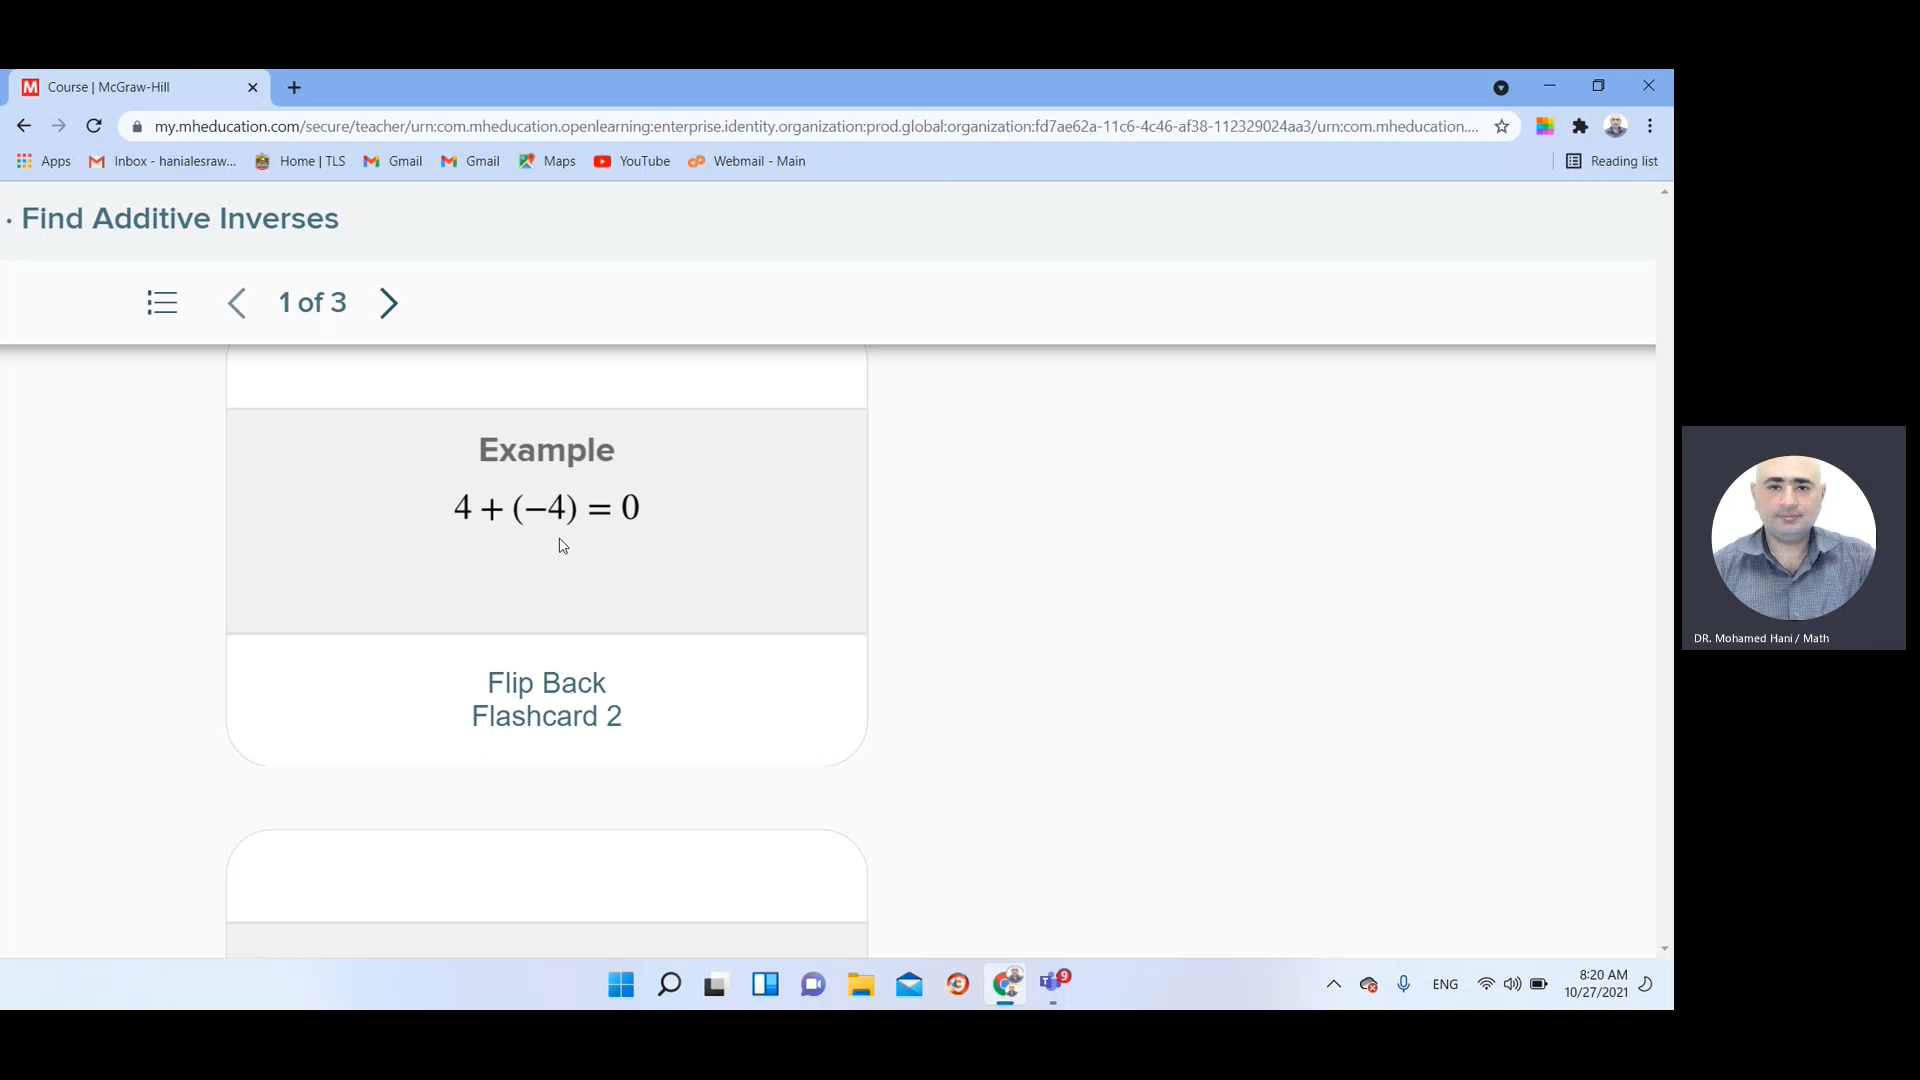 Course | McGraw-Hill
my.mheducation.com/secure/teacher/urn:com.mheducation.openlearning:enterprise.identity.organization:prod.global:organization:fd7ae62a-11c6-4c46-af38-112329024aa3/urn:com.mheducation....
Apps Inbox - hanialesraw... Home | TLS Gmail Gmail Maps YouTube Webmail - Main Reading list
· Find Additive Inverses
1 of 3
Example
4 + (−4) = 0
Flip Back
Flashcard 2
DR. Mohamed Hani / Math
9
ENG
8:20 AM
10/27/2021